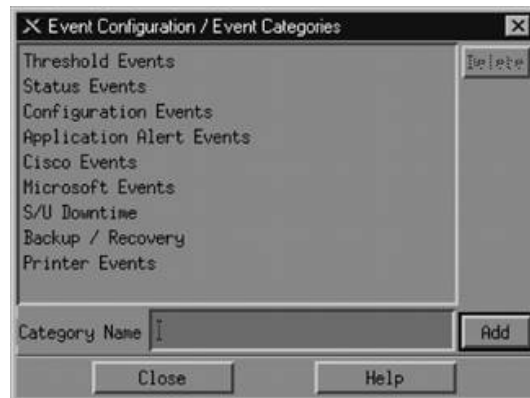 Event Configuration / Event Categories
Threshold Events
Delete
Status Events
Configuration Events
Application Alert Events
Cisco Events
Microsoft Events
S/U Downtime
Backup / Recovery
Printer Events
Category Name
Add
Close
Help